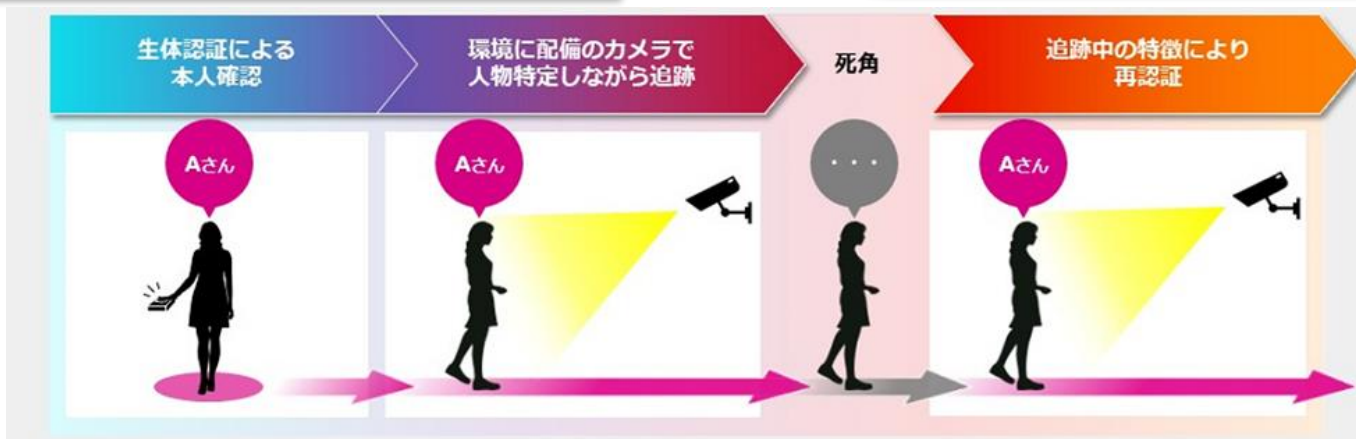 生体認証による
本人確認
環境に配備のカメラで
人物特定しながら追跡
死角
追跡中の特徴により
再認証
Aさん
Aさん
・・・
Aさん